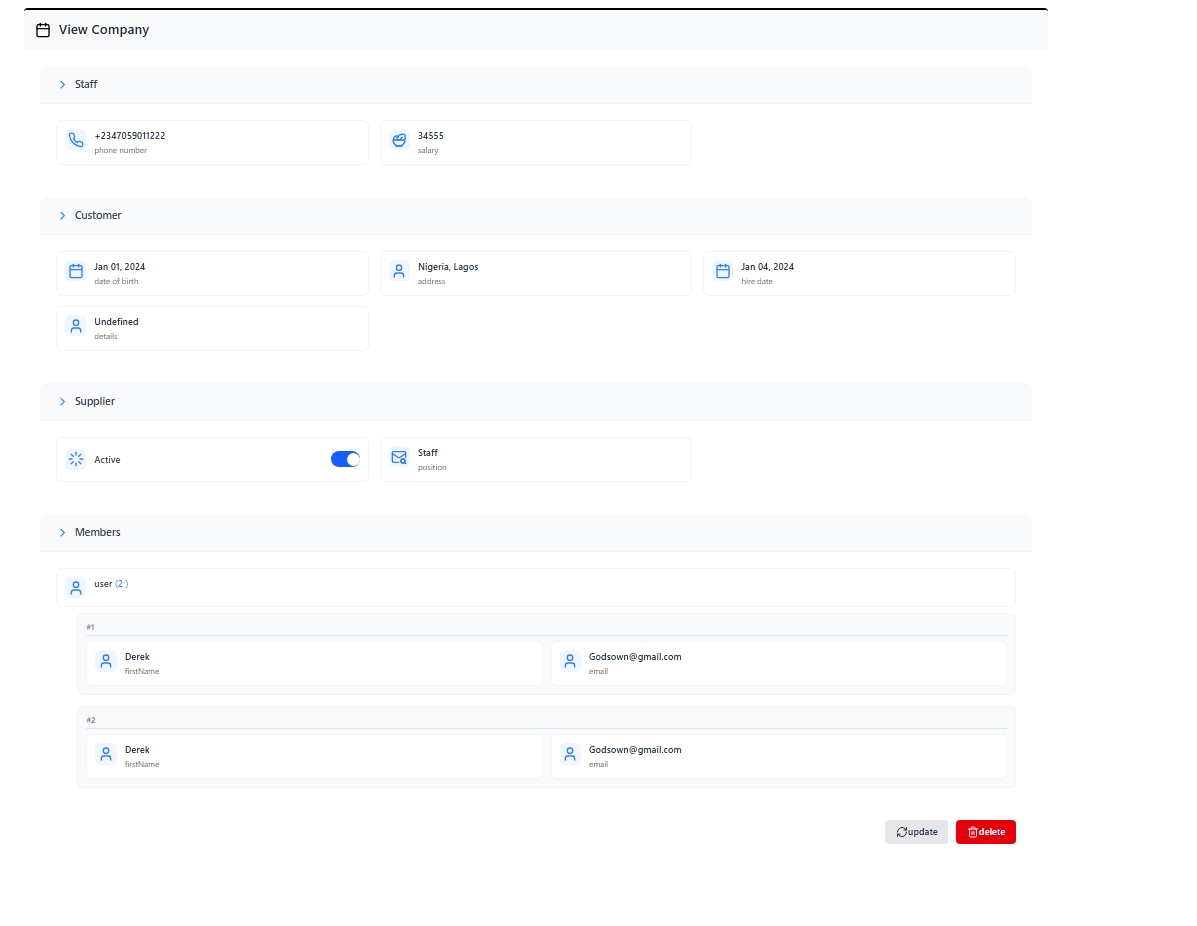 View Company
Staff
+2347059011222
phone number
34555
salary
Customer
Jan 01, 2024
date of birth
Nigeria, Lagos
address
Jan 04, 2024
hire date
Undefined
details
Supplier
Active
Staff
position
Members
user (2 )
#1
Derek
firstName
Godsown@gmail.com
email
#2
Derek
firstName
Godsown@gmail.com
email
update
delete